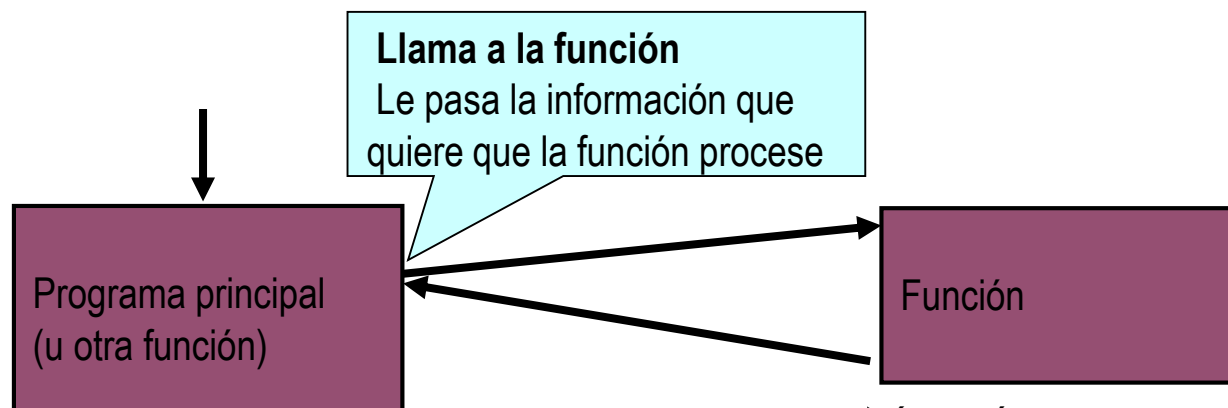 Llama a la función
Le pasa la información que
quiere que la función procese
Programa principal
(u otra función)
Función